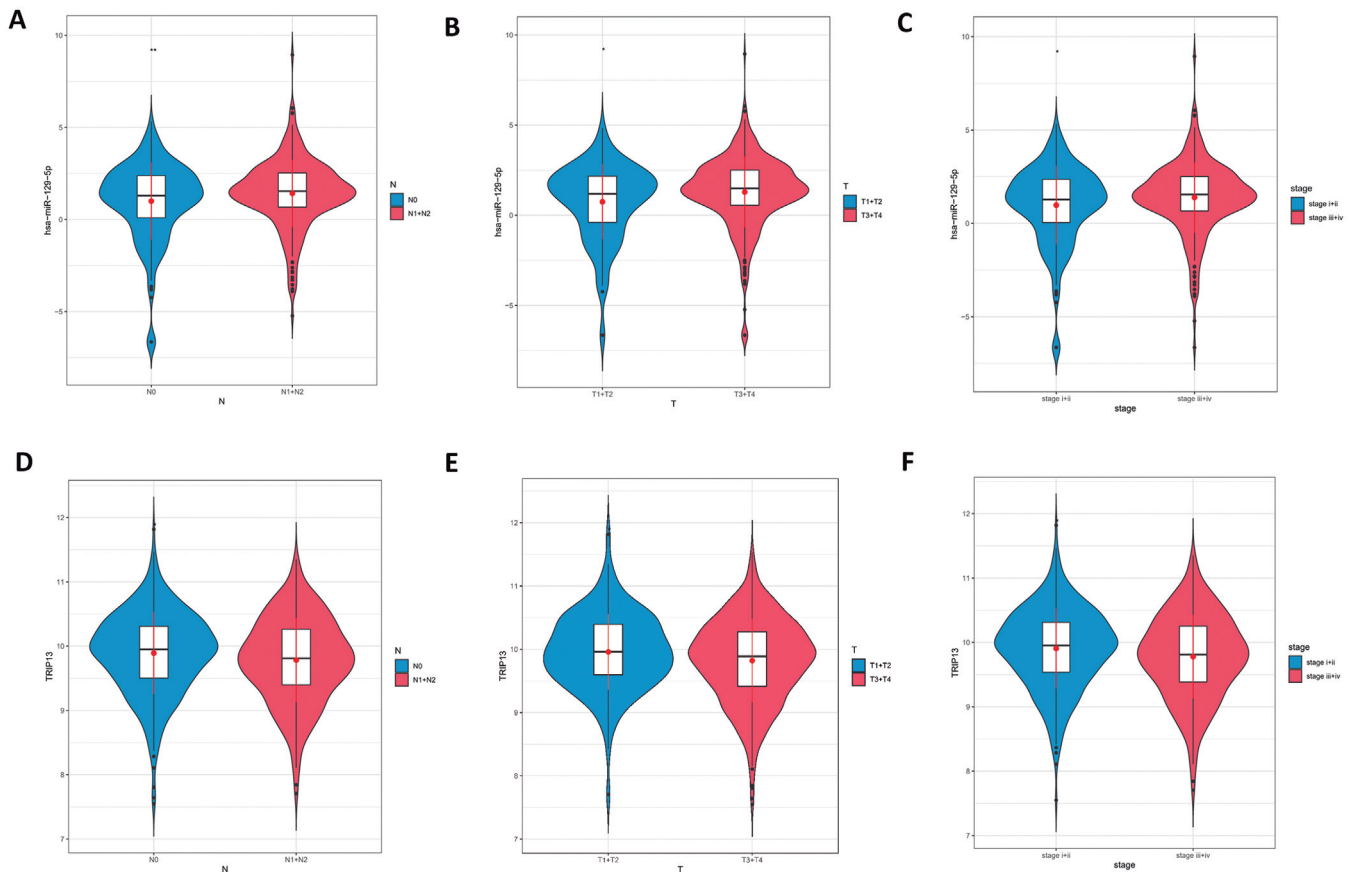 A
10
5
0
−5
hsa−miR−129−5p
**
N0
N1+N2
N
N
N0
N1+N2
B
10
5
0
−5
hsa−miR−129−5p
*
T1+T2
T3+T4
T
T
T1+T2
T3+T4
C
10
5
0
−5
hsa−miR−129−5p
*
stage i+ii
stage iii+iv
stage
stage
stage i+ii
stage iii+iv
D
12
11
10
9
8
7
TRIP13
N0
N1+N2
N
N
N0
N1+N2
E
12
11
10
9
8
7
TRIP13
T1+T2
T3+T4
T
T
T1+T2
T3+T4
F
12
11
10
9
8
7
TRIP13
stage i+ii
stage iii+iv
stage
stage
stage i+ii
stage iii+iv